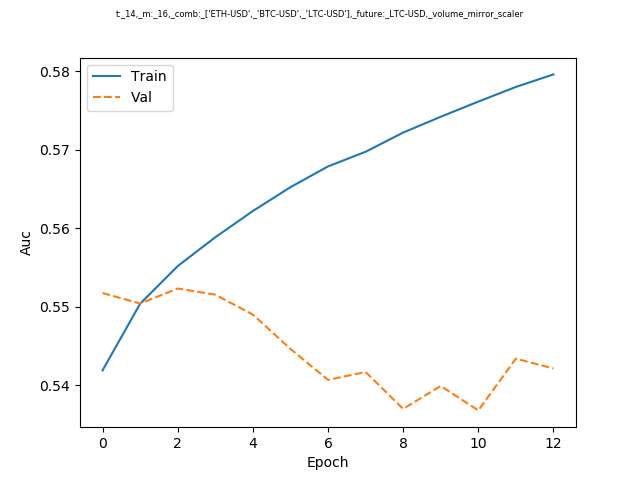 t:_14,_m:_16,_comb:_['ETH-USD',_'BTC-USD',_'LTC-USD'],_future:_LTC-USD,_volume_mirror_scaler
Train
Val
0.58
0.57
0.56
0.55
0.54
Auc
0 2 4 6 8 10 12
Epoch